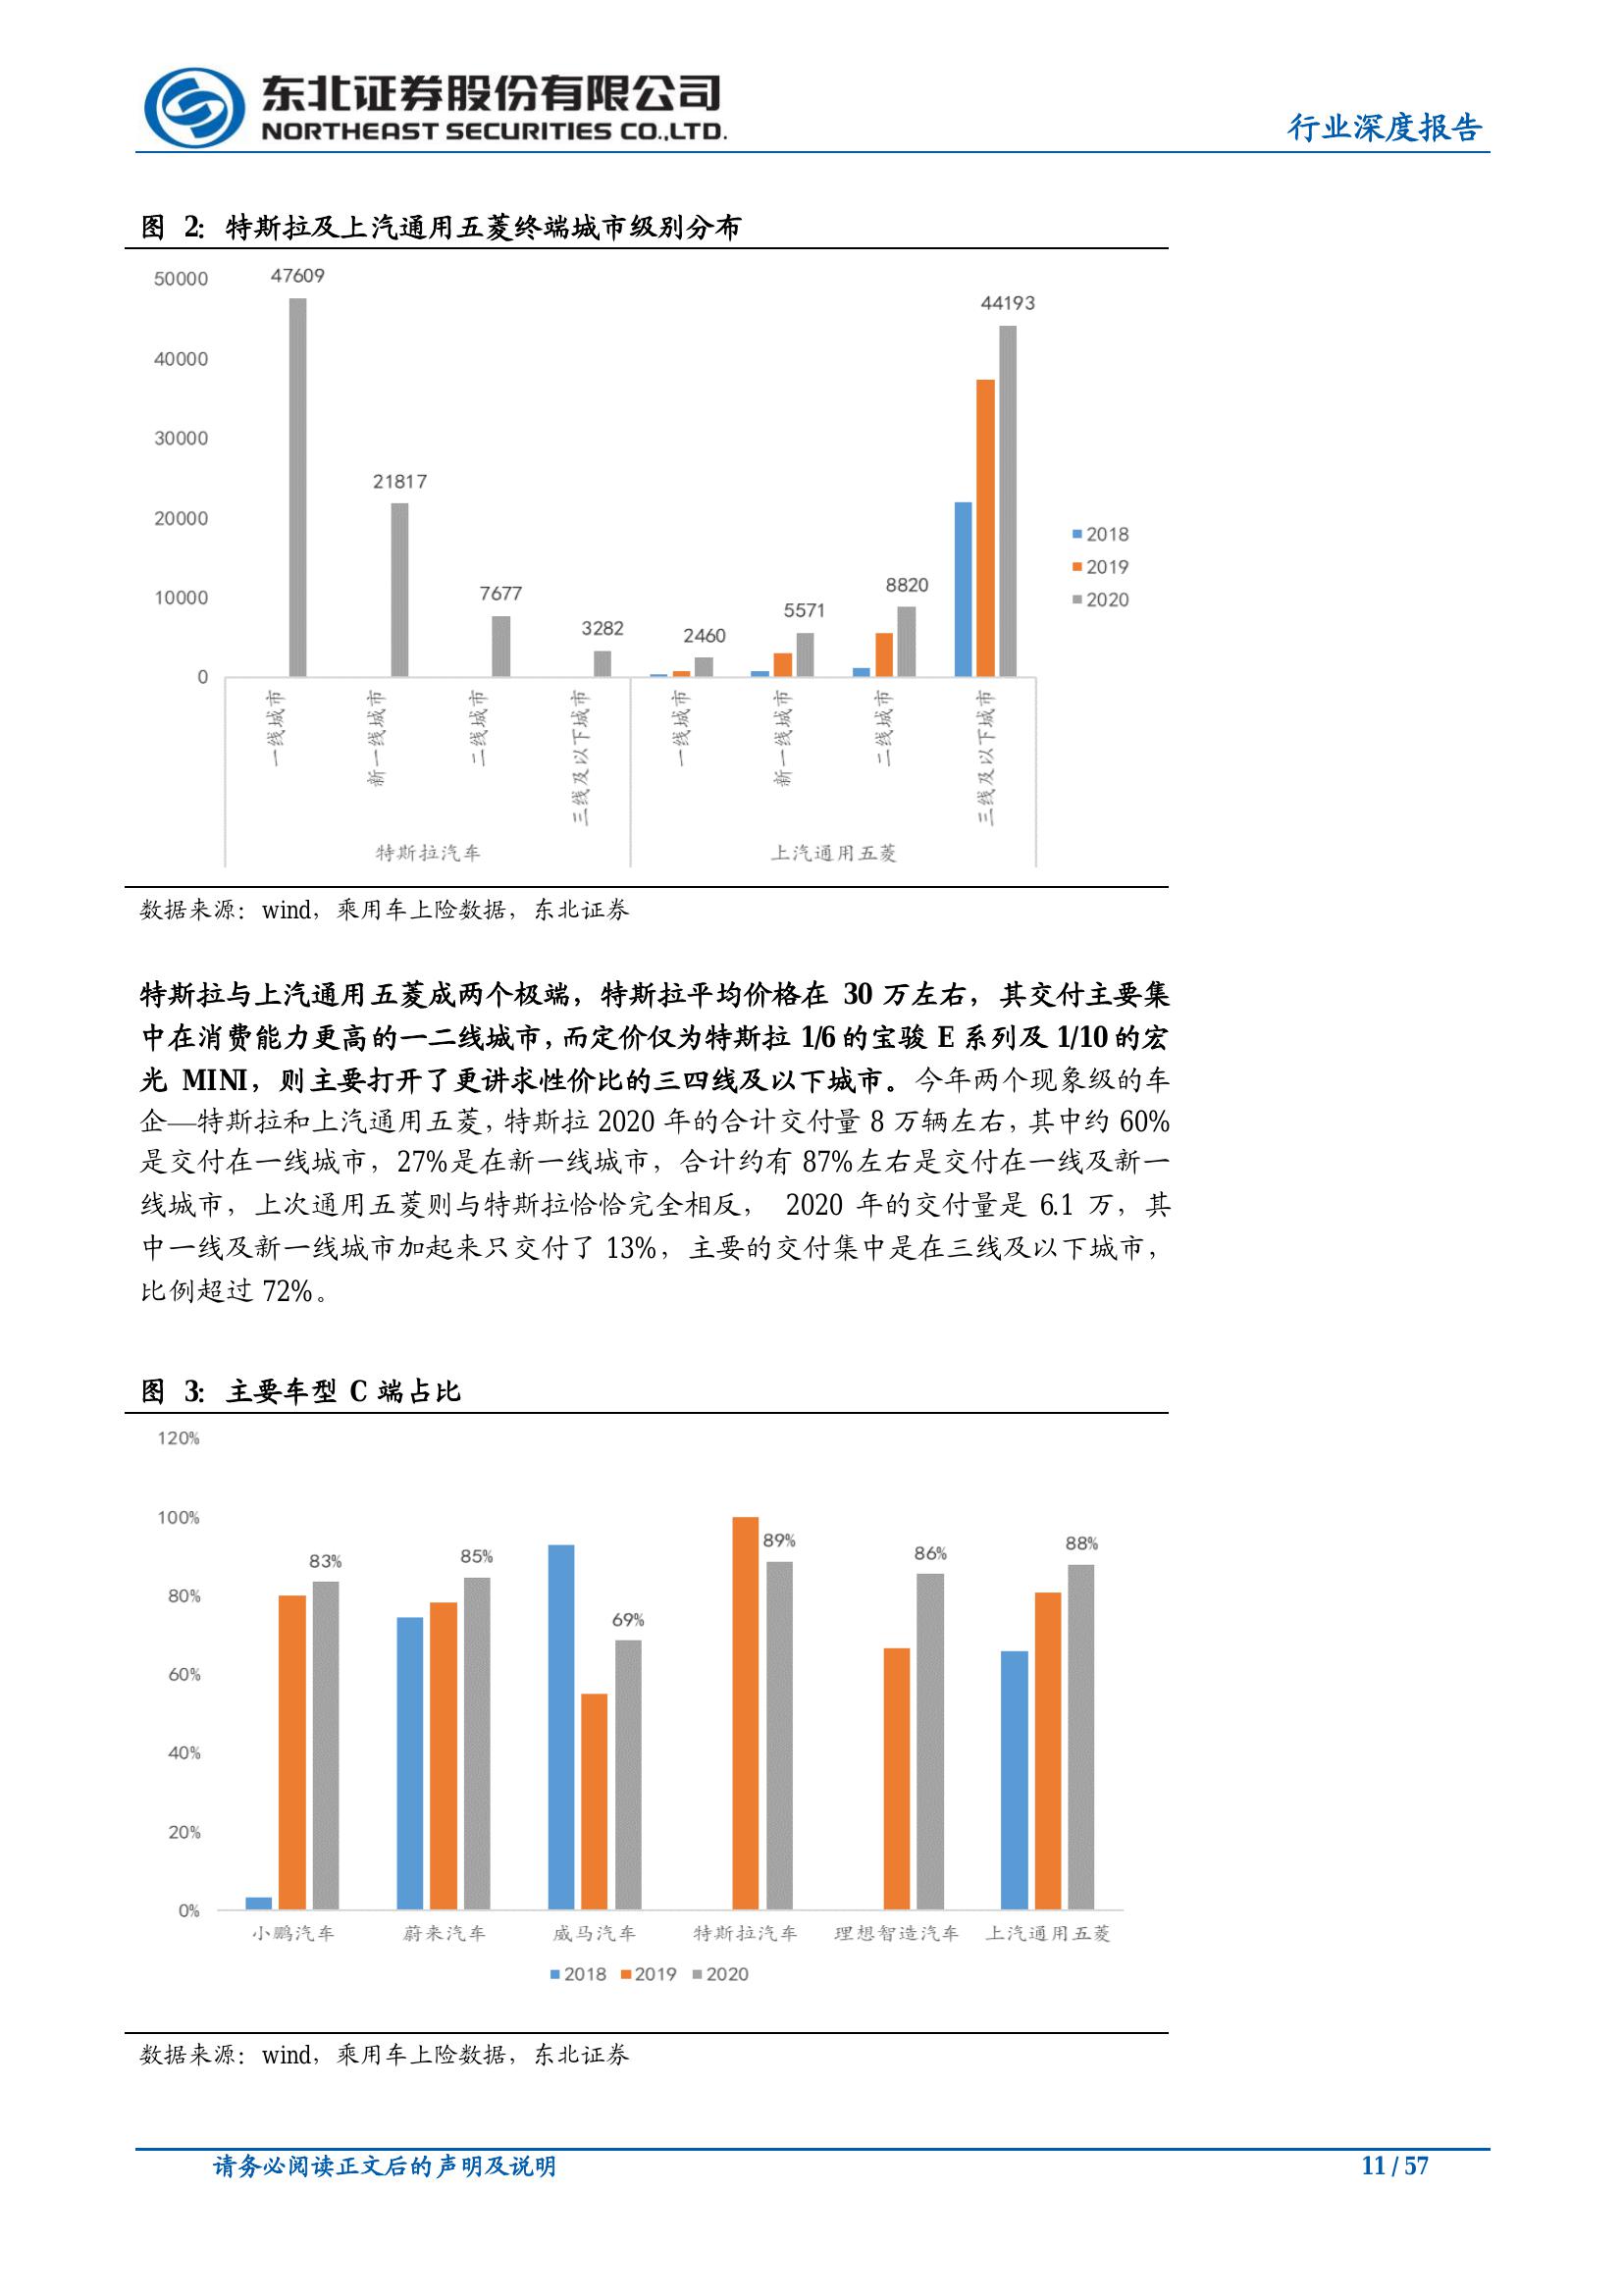 东北证券股份有限公司
NORTHEAST SECURITIES CO.,LTD.
行业深度报告
图 2：特斯拉及上汽通用五菱终端城市级别分布
50000
40000
30000
20000
10000
0
47609
21817
7677
3282
2460
5571
8820
44193
2018
2019
2020
一线城市
新一线城市
二线城市
三线及以下城市
一线城市
新一线城市
二线城市
三线及以下城市
特斯拉汽车
上汽通用五菱
数据来源：wind，乘用车上险数据，东北证券
特斯拉与上汽通用五菱成两个极端，特斯拉平均价格在 30 万左右，其交付主要集
中在消费能力更高的一二线城市，而定价仅为特斯拉 1/6 的宝骏 E 系列及 1/10 的宏
光 MINI，则主要打开了更讲求性价比的三四线及以下城市。今年两个现象级的车
企—特斯拉和上汽通用五菱，特斯拉 2020 年的合计交付量 8 万辆左右，其中约 60%
是交付在一线城市，27%是在新一线城市，合计约有 87%左右是交付在一线及新一
线城市，上次通用五菱则与特斯拉恰恰完全相反， 2020 年的交付量是 6.1 万，其
中一线及新一线城市加起来只交付了 13%，主要的交付集中是在三线及以下城市，
比例超过 72%。
图 3：主要车型 C 端占比
120%
100%
80%
60%
40%
20%
0%
83%
85%
69%
89%
86%
88%
小鹏汽车
蔚来汽车
威马汽车
特斯拉汽车
理想智造汽车
上汽通用五菱
2018 2019 2020
数据来源：wind，乘用车上险数据，东北证券
请务必阅读正文后的声明及说明
11 / 57